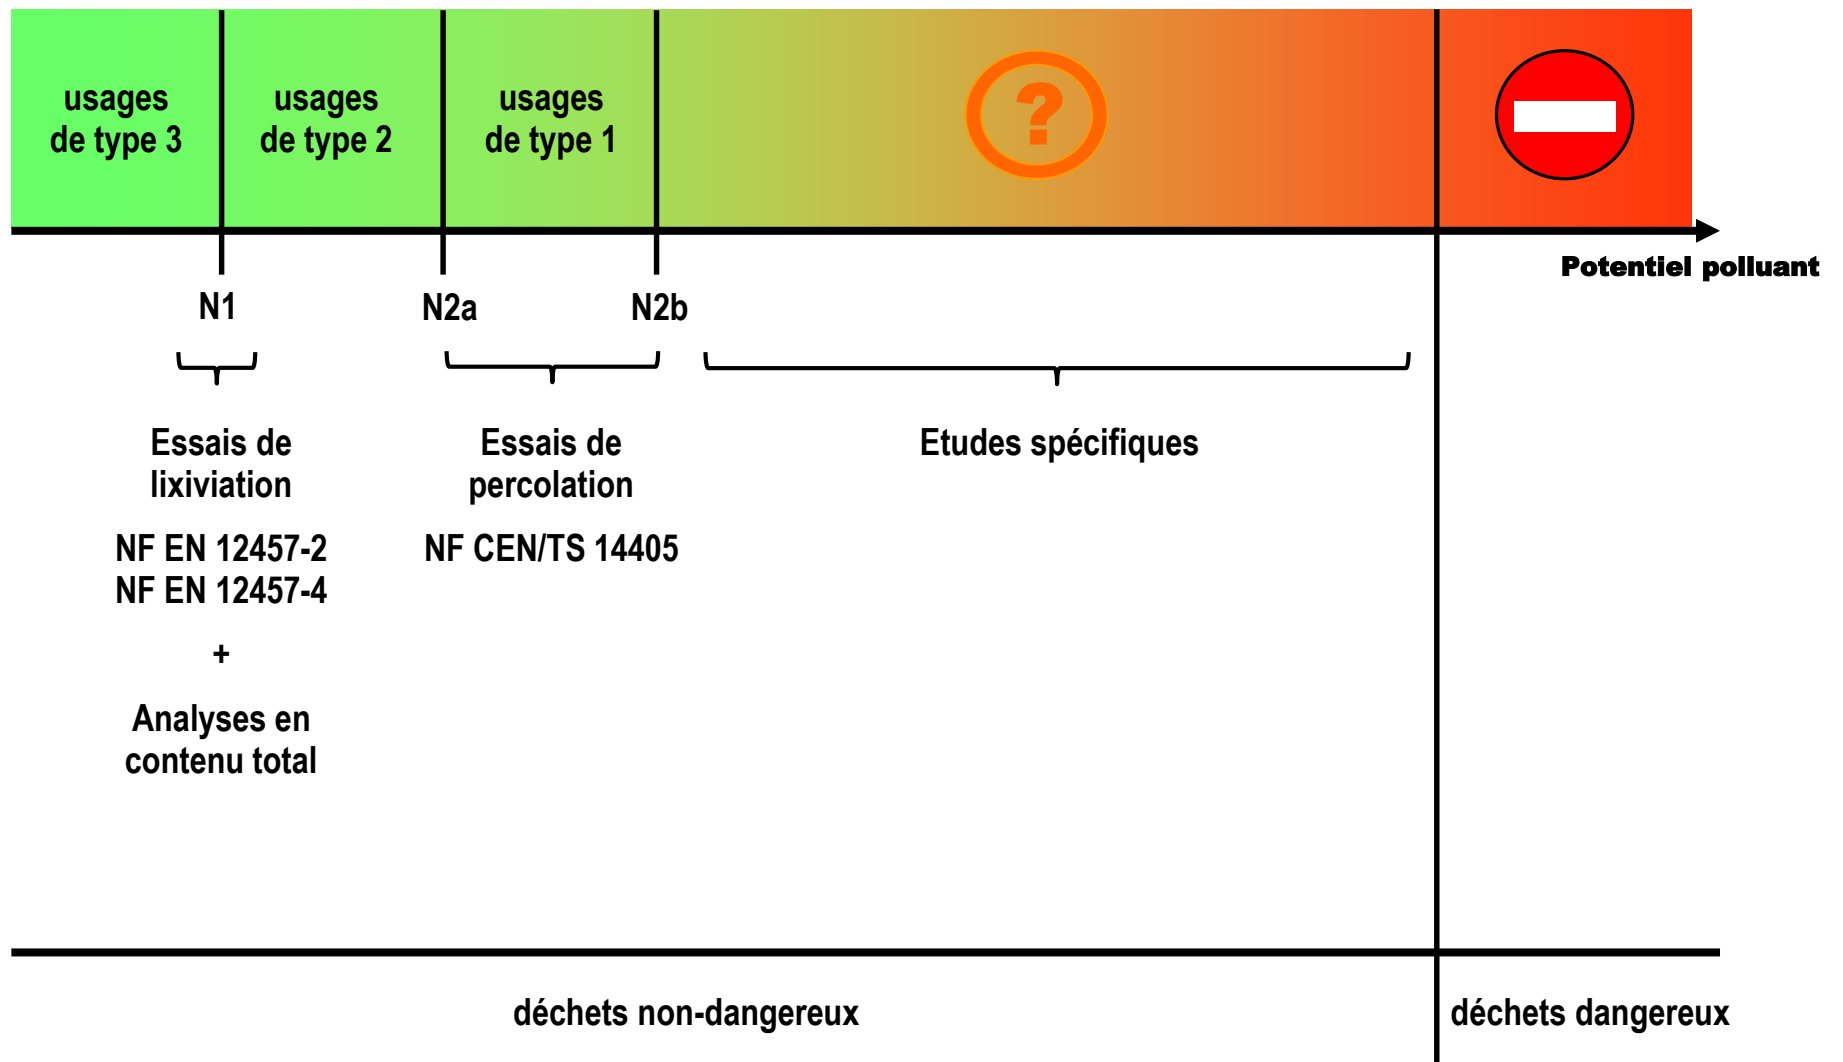 usages
de type 3
usages
de type 2
usages
de type 1
?
Potentiel polluant
N1
N2a
N2b
Essais de
lixiviation
NF EN 12457-2
NF EN 12457-4
+
Analyses en
contenu total
Essais de
percolation
NF CEN/TS 14405
Etudes spécifiques
déchets non-dangereux
déchets dangereux